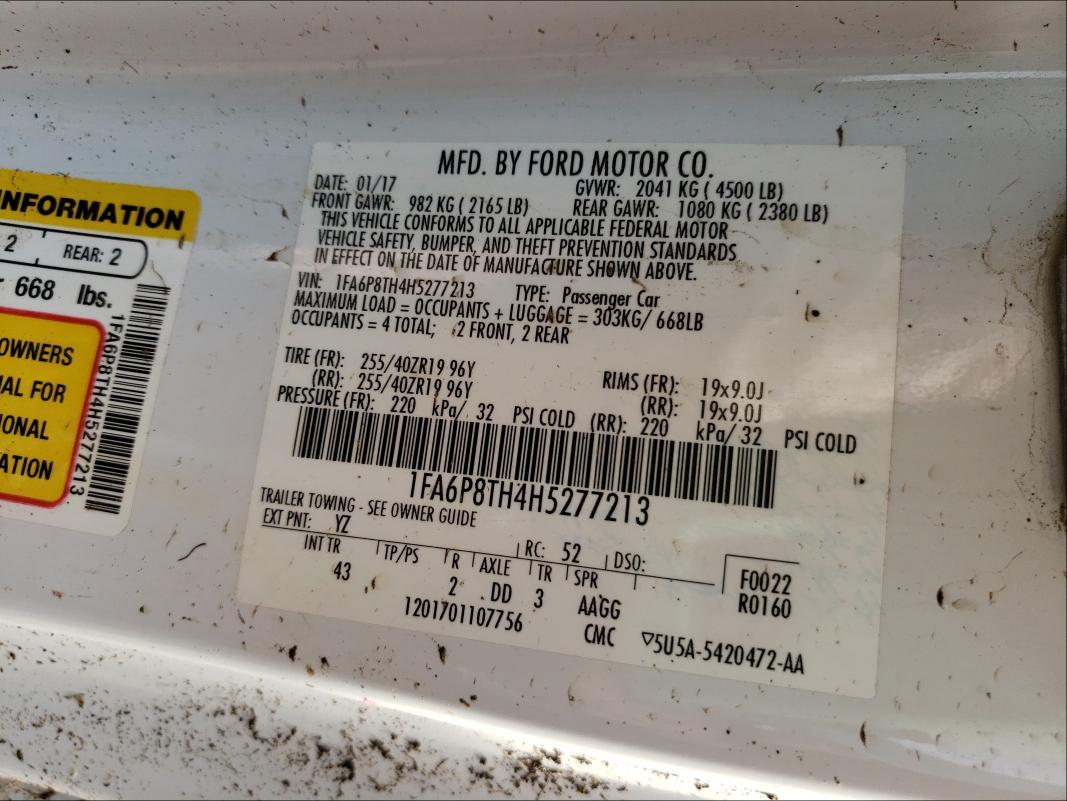 INFORMATION
2 REAR: 2
668 lbs.
OWNERS
FOR
1FA6P8TH4H5277213
MFD. BY FORD MOTOR CO.
DATE: 01/17 GVWR: 2041 KG ( 4500 LB)
FRONT GAWR: 982 KG ( 2165 LB) REAR GAWR: 1080 KG ( 2380 LB)
THIS VEHICLE CONFORMS TO ALL APPLICABLE FEDERAL MOTOR
VEHICLE SAFETY, BUMPER, AND THEFT PREVENTION STANDARDS
IN EFFECT ON THE DATE OF MANUFACTURE SHOWN ABOVE.
VIN: 1FA6P8TH4H5277213 TYPE: Passenger Car
MAXIMUM LOAD = OCCUPANTS + LUGGAGE = 303KG/ 668LB
OCCUPANTS = 4 TOTAL; 2 FRONT, 2 REAR
TIRE (FR): 255/40ZR19 96Y RIMS (FR): 19x9.0J
(RR): 255/40ZR19 96Y (RR): 19x9.0J
PRESSURE (FR): 220 kPa/ 32 PSI COLD (RR): 220 kPa/ 32 PSI COLD
1FA6P8TH4H5277213
TRAILER TOWING - SEE OWNER GUIDE
EXT PNT: YZ RC: 52 DSO: F0022
INT TR TP/PS R AXLE TR SPR R0160
43 2 DD 3 AAGG
1201701107756 CMC ▽5U5A-5420472-AA